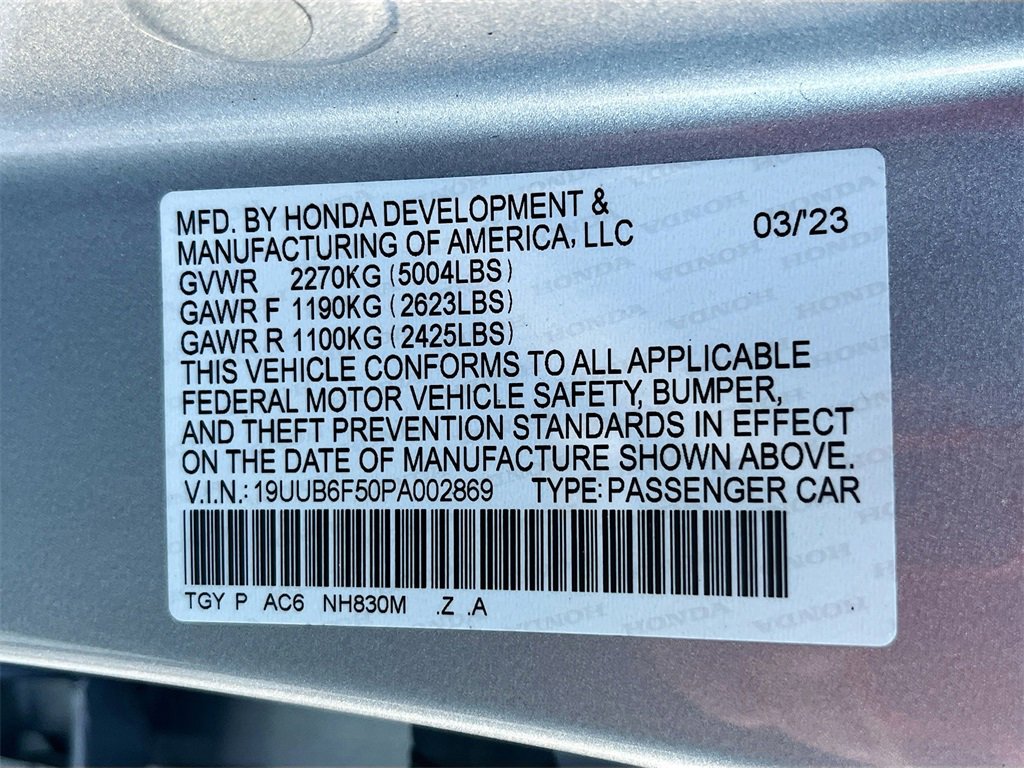 MFD. BY HONDA DEVELOPMENT &
MANUFACTURING OF AMERICA, LLC 03/'23
GVWR 2270KG (5004LBS)
GAWR F 1190KG (2623LBS)
GAWR R 1100KG (2425LBS)
THIS VEHICLE CONFORMS TO ALL APPLICABLE
FEDERAL MOTOR VEHICLE SAFETY, BUMPER,
AND THEFT PREVENTION STANDARDS IN EFFECT
ON THE DATE OF MANUFACTURE SHOWN ABOVE.
V.I.N.: 19UUB6F50PA002869 TYPE: PASSENGER CAR
TGY P AC6 NH830M .Z .A